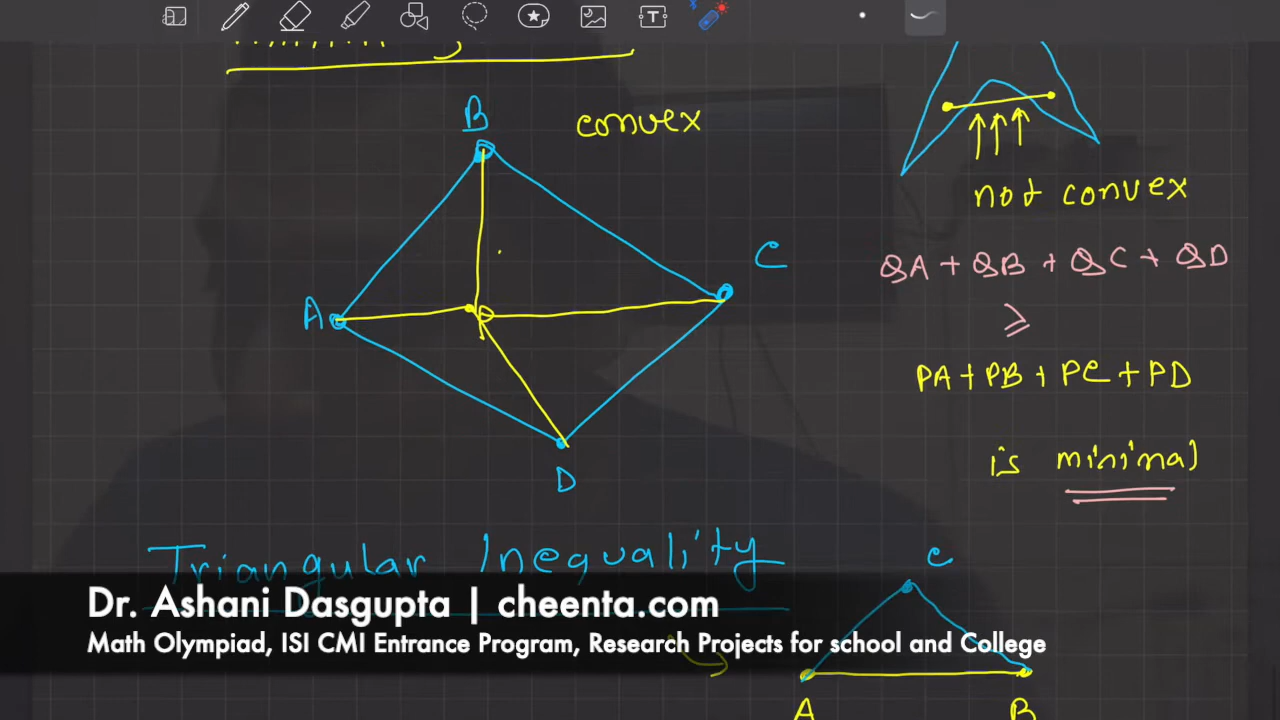 B
convex
not convex
A
C
QA + QB + QC + QD
≥
P
PA + PB + PC + PD
is minimal
D
Triangular Inequality
C
Dr. Ashani Dasgupta | cheenta.com
Math Olympiad, ISI CMI Entrance Program, Research Projects for school and College
A
B